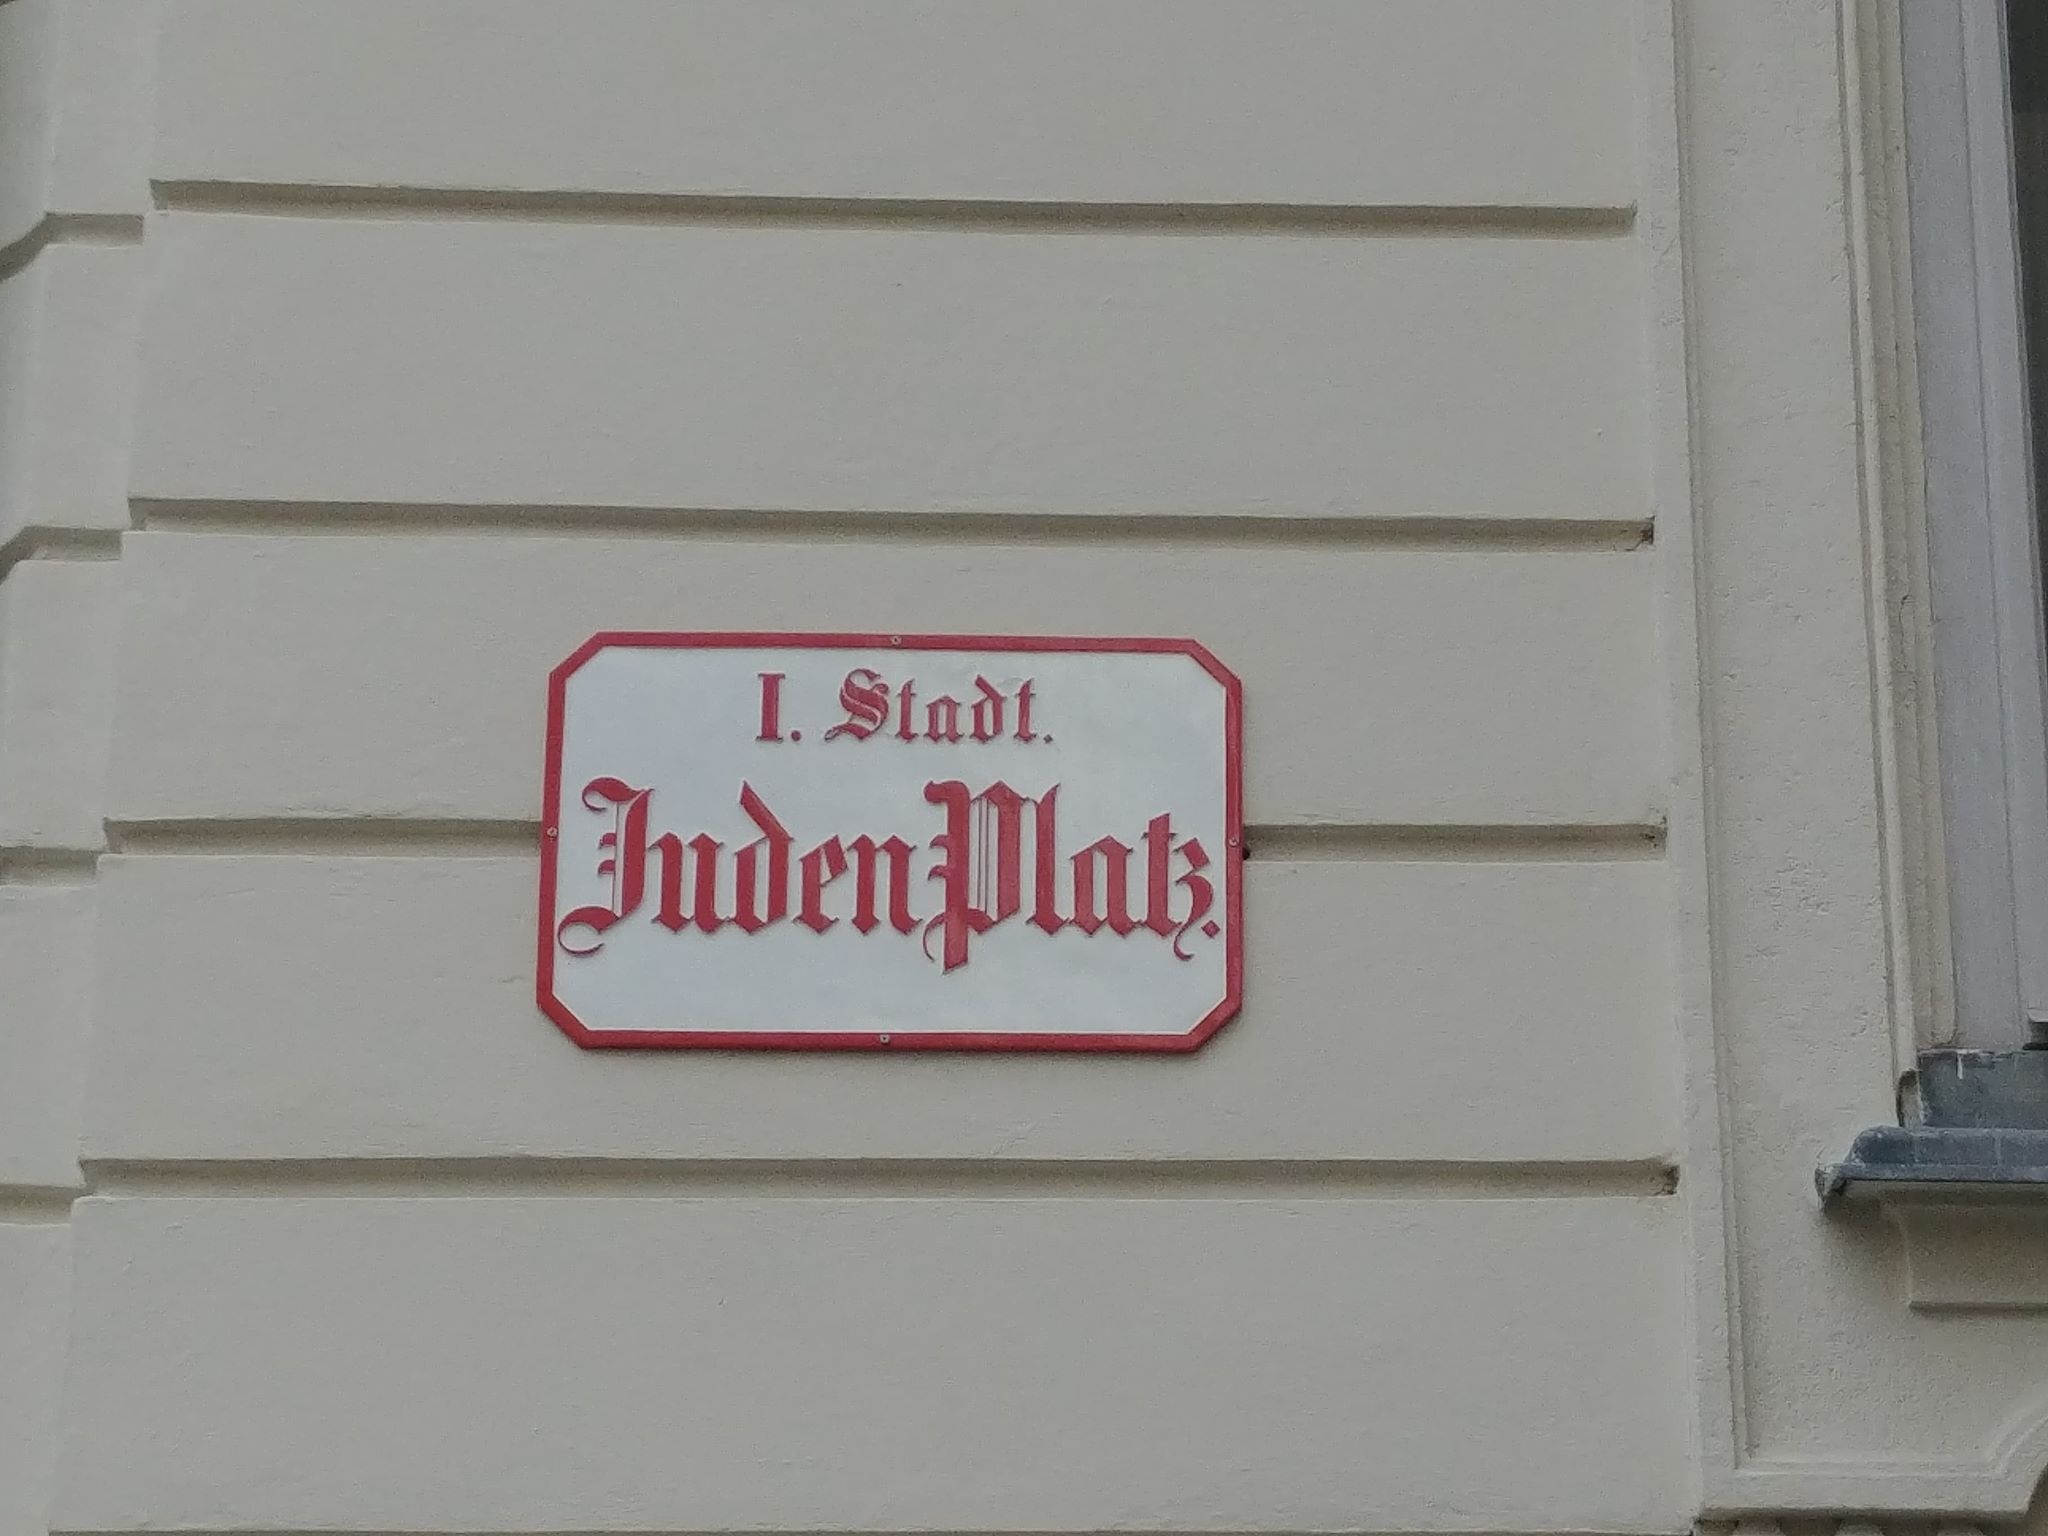 I. Stadt.
Juden Platz.